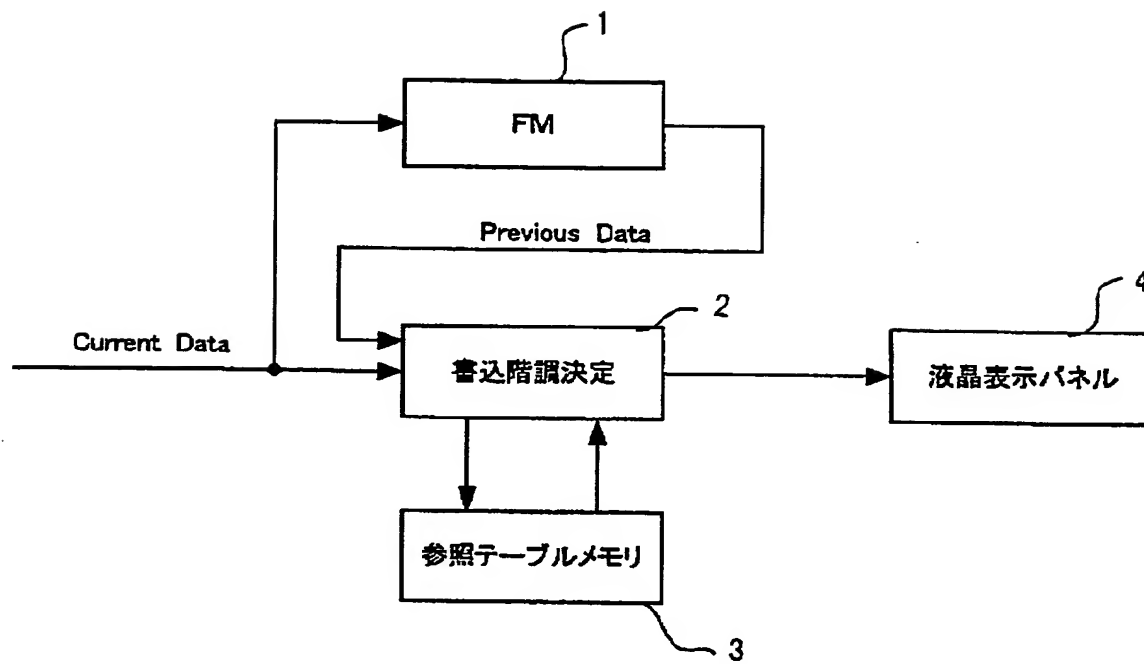 1
FM
Previous Data
2
4
Current Data
書込階調決定
液晶表示パネル
参照テーブルメモリ
3